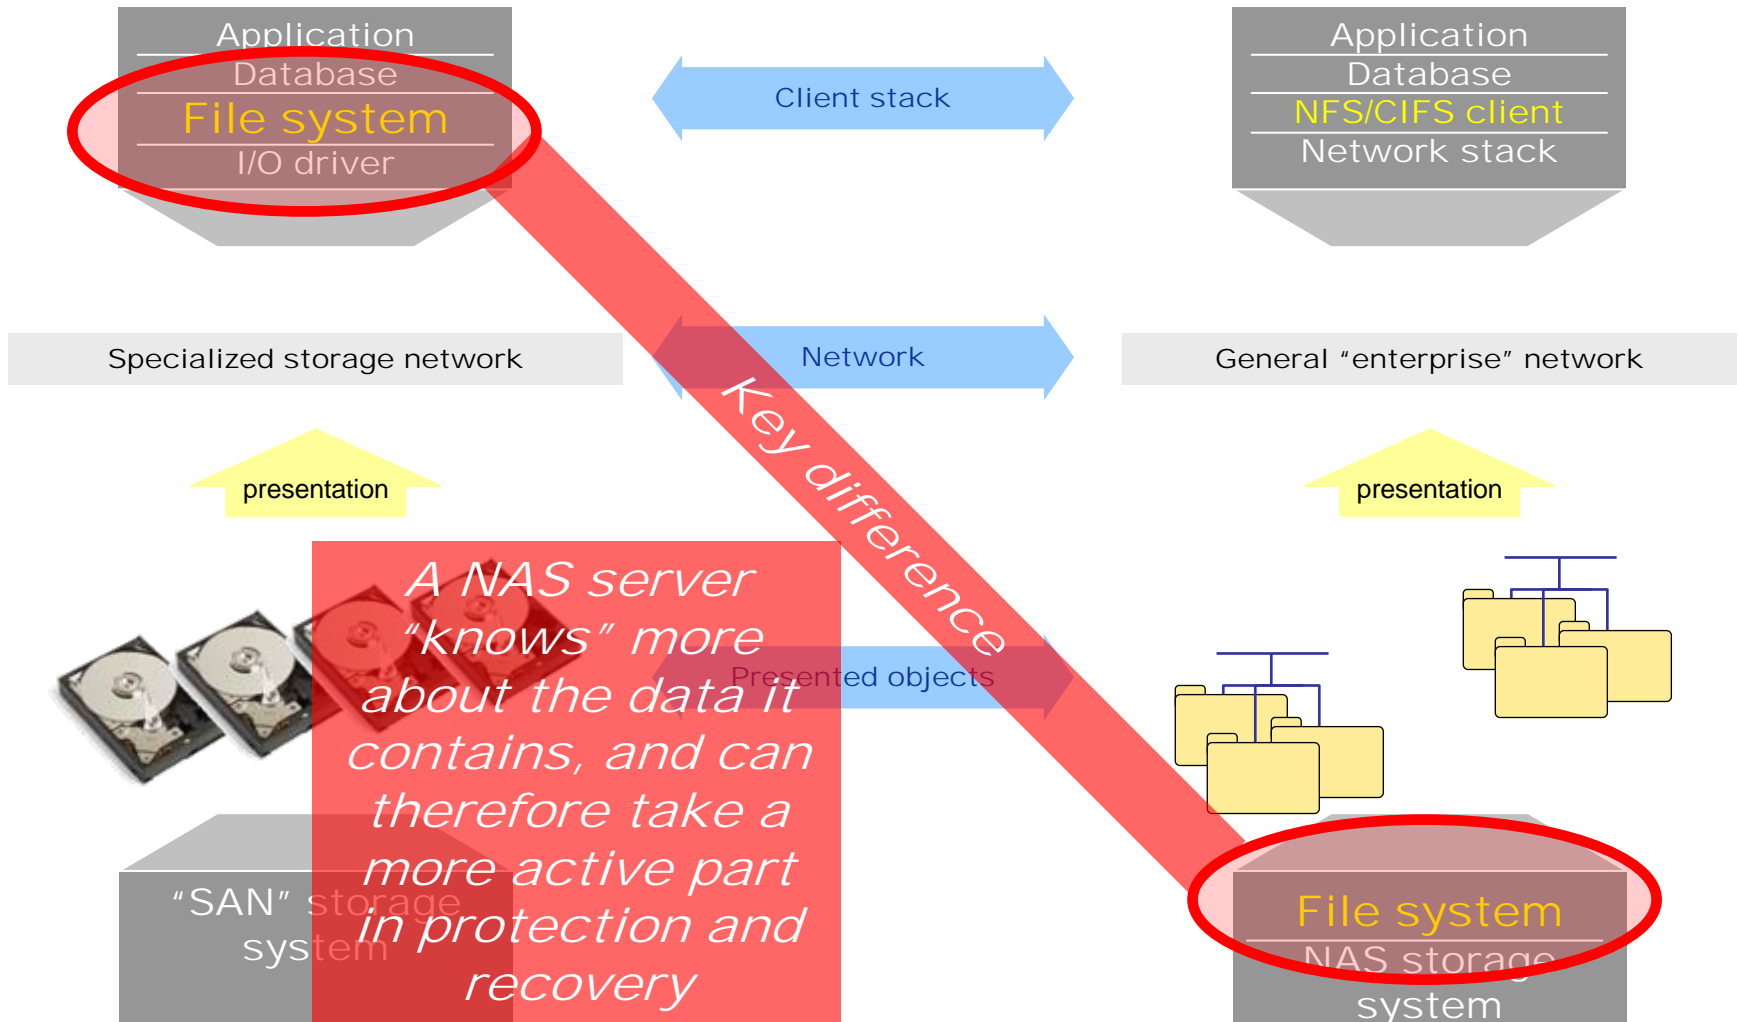 Application
Database
File system
I/O driver
Client stack
Application
Database
NFS/CIFS client
Network stack
Specialized storage network
Network
General “enterprise” network
Key difference
presentation
presentation
A NAS server
“knows” more
about the data it
contains, and can
therefore take a
more active part
in protection and
recovery
Presented objects
“SAN” storage
system
File system
NAS storage
system